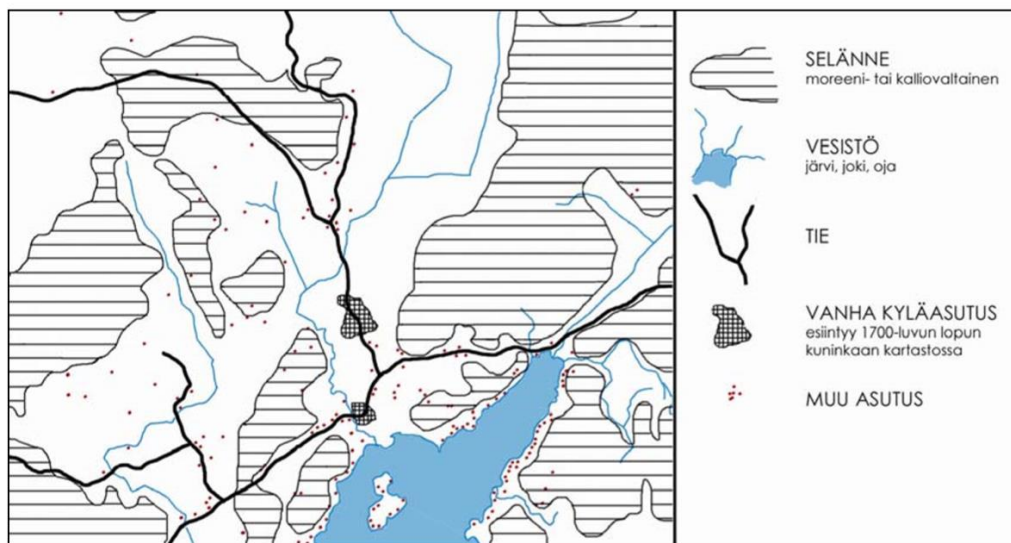 SELÄNNE
moreeni- tai kalliovaltainen
VESISTÖ
järvi, joki, oja
TIE
VANHA KYLÄASUTUS
esiintyy 1700-luvun lopun
kuninkaan kartastossa
MUU ASUTUS